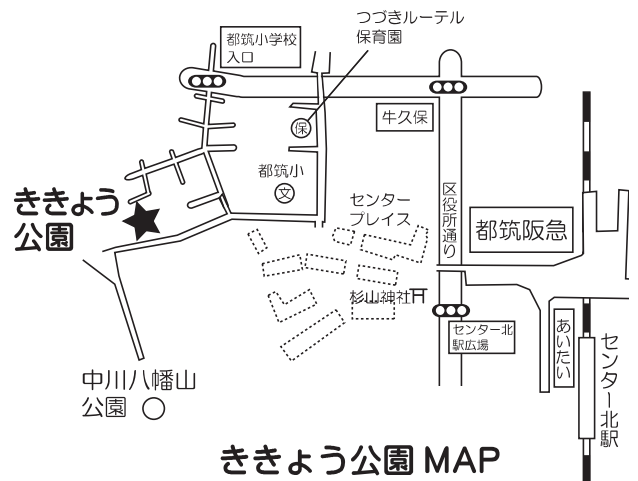 つづきルーテル
保育園
都筑小学校
入口
牛久保
保
都筑小
文
ききょう
公園
センター
プレイス
区役所通り
都筑阪急
杉山神社
センター北
駅広場
あいたい
センター北駅
中川八幡山
公園
ききょう公園 MAP